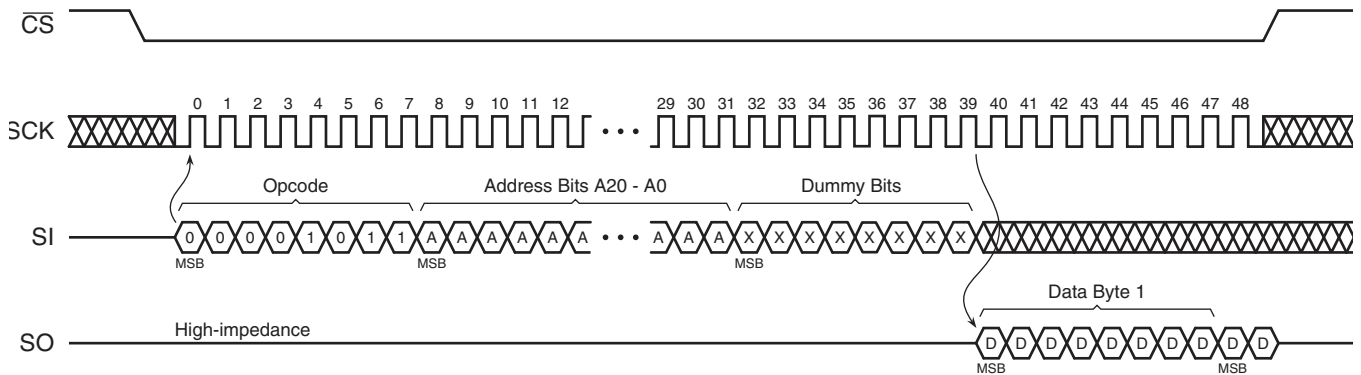 CS
0 1 2 3 4 5 6 7 8 9 10 11 12 29 30 31 32 33 34 35 36 37 38 39 40 41 42 43 44 45 46 47 48
SCK
Opcode Address Bits A20 - A0 Dummy Bits
SI 0 0 0 0 1 0 1 1 A A A A A A A A A X X X X X X X X
MSB MSB MSB
Data Byte 1
High-impedance
SO D D D D D D D D D D
MSB MSB